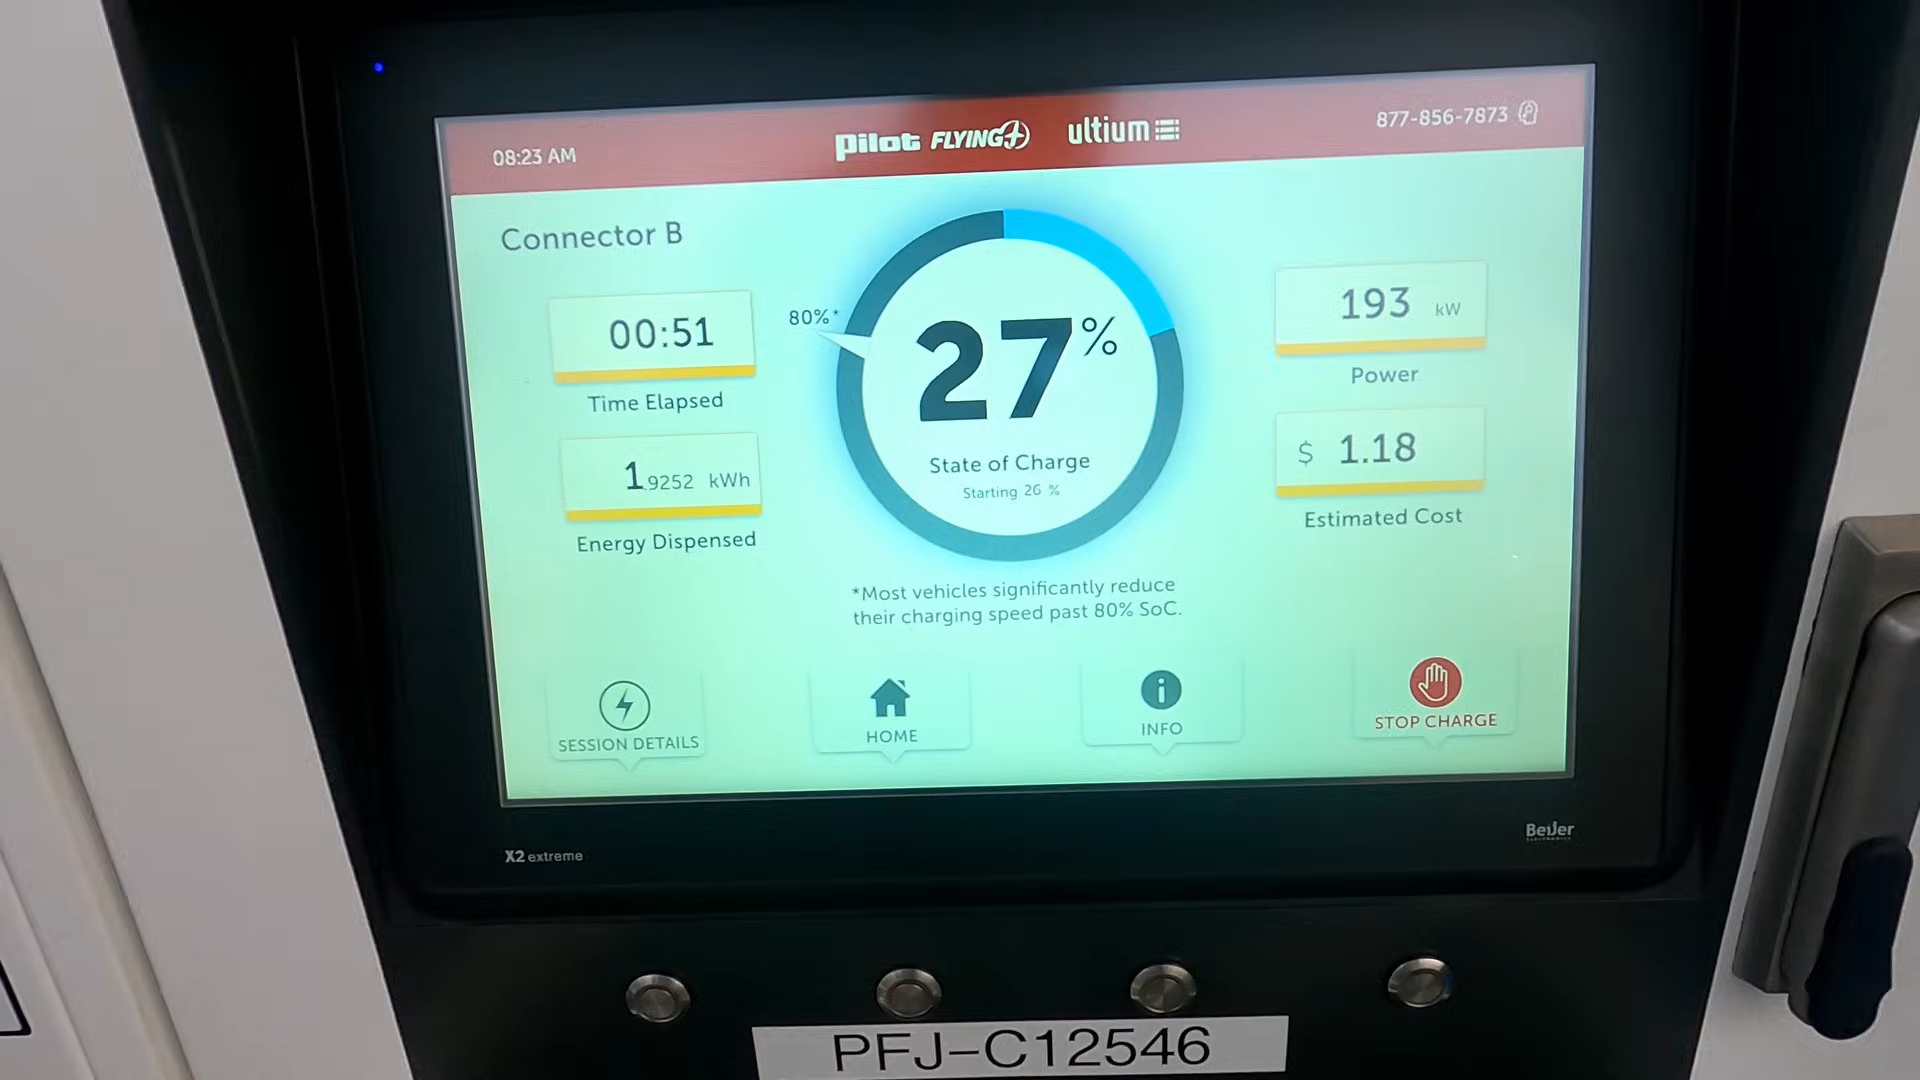 08:23 AM
Pilot FLYING
ultium
877-856-7873
Connector B
00:51
Time Elapsed
1.9252 kWh
Energy Dispensed
80%*
27%
State of Charge
Starting 26 %
193 kW
Power
$ 1.18
Estimated Cost
*Most vehicles significantly reduce
their charging speed past 80% SoC.
SESSION DETAILS
HOME
INFO
STOP CHARGE
X2 extreme
Beijer
ELECTRONICS
PFJ-C12546